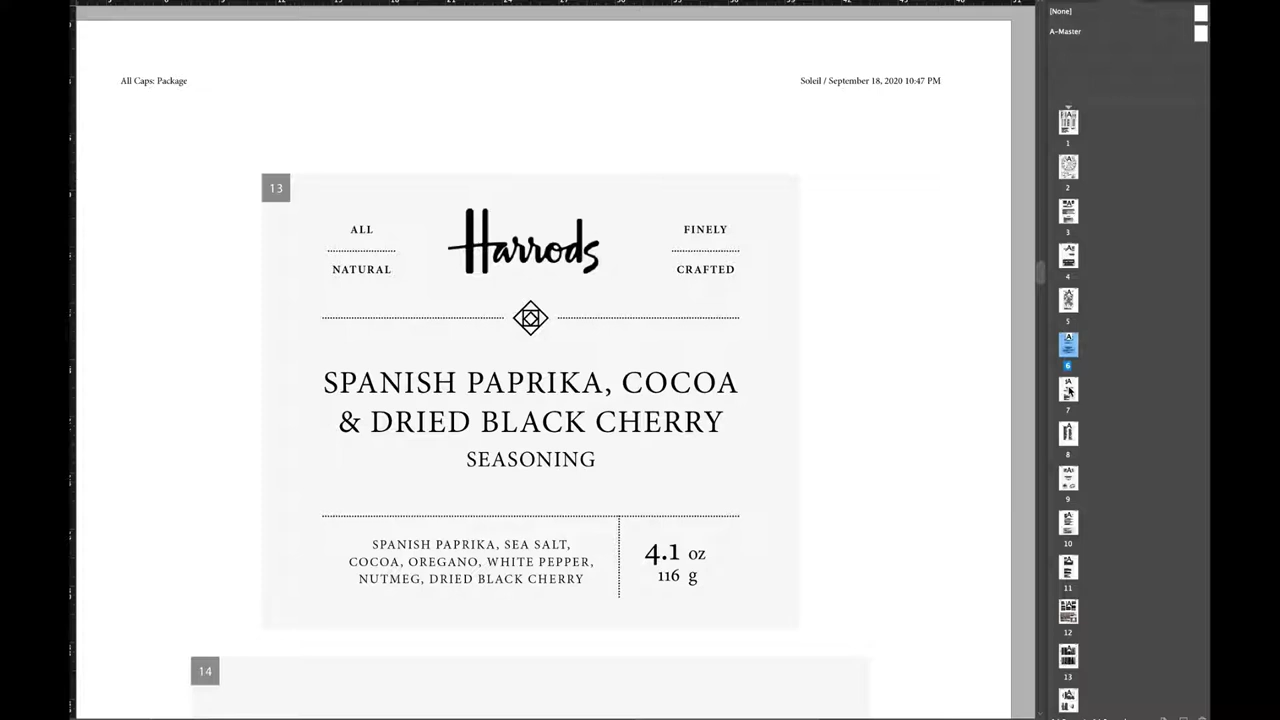 [None]
A-Master
All Caps: Package
Soleil / September 18, 2020 10:47 PM
13
ALL
NATURAL
Harrods
FINELY
CRAFTED
SPANISH PAPRIKA, COCOA
& DRIED BLACK CHERRY
SEASONING
SPANISH PAPRIKA, SEA SALT,
COCOA, OREGANO, WHITE PEPPER,
NUTMEG, DRIED BLACK CHERRY
4.1 oz
116 g
14
1
2
3
4
5
6
7
8
9
10
11
12
13